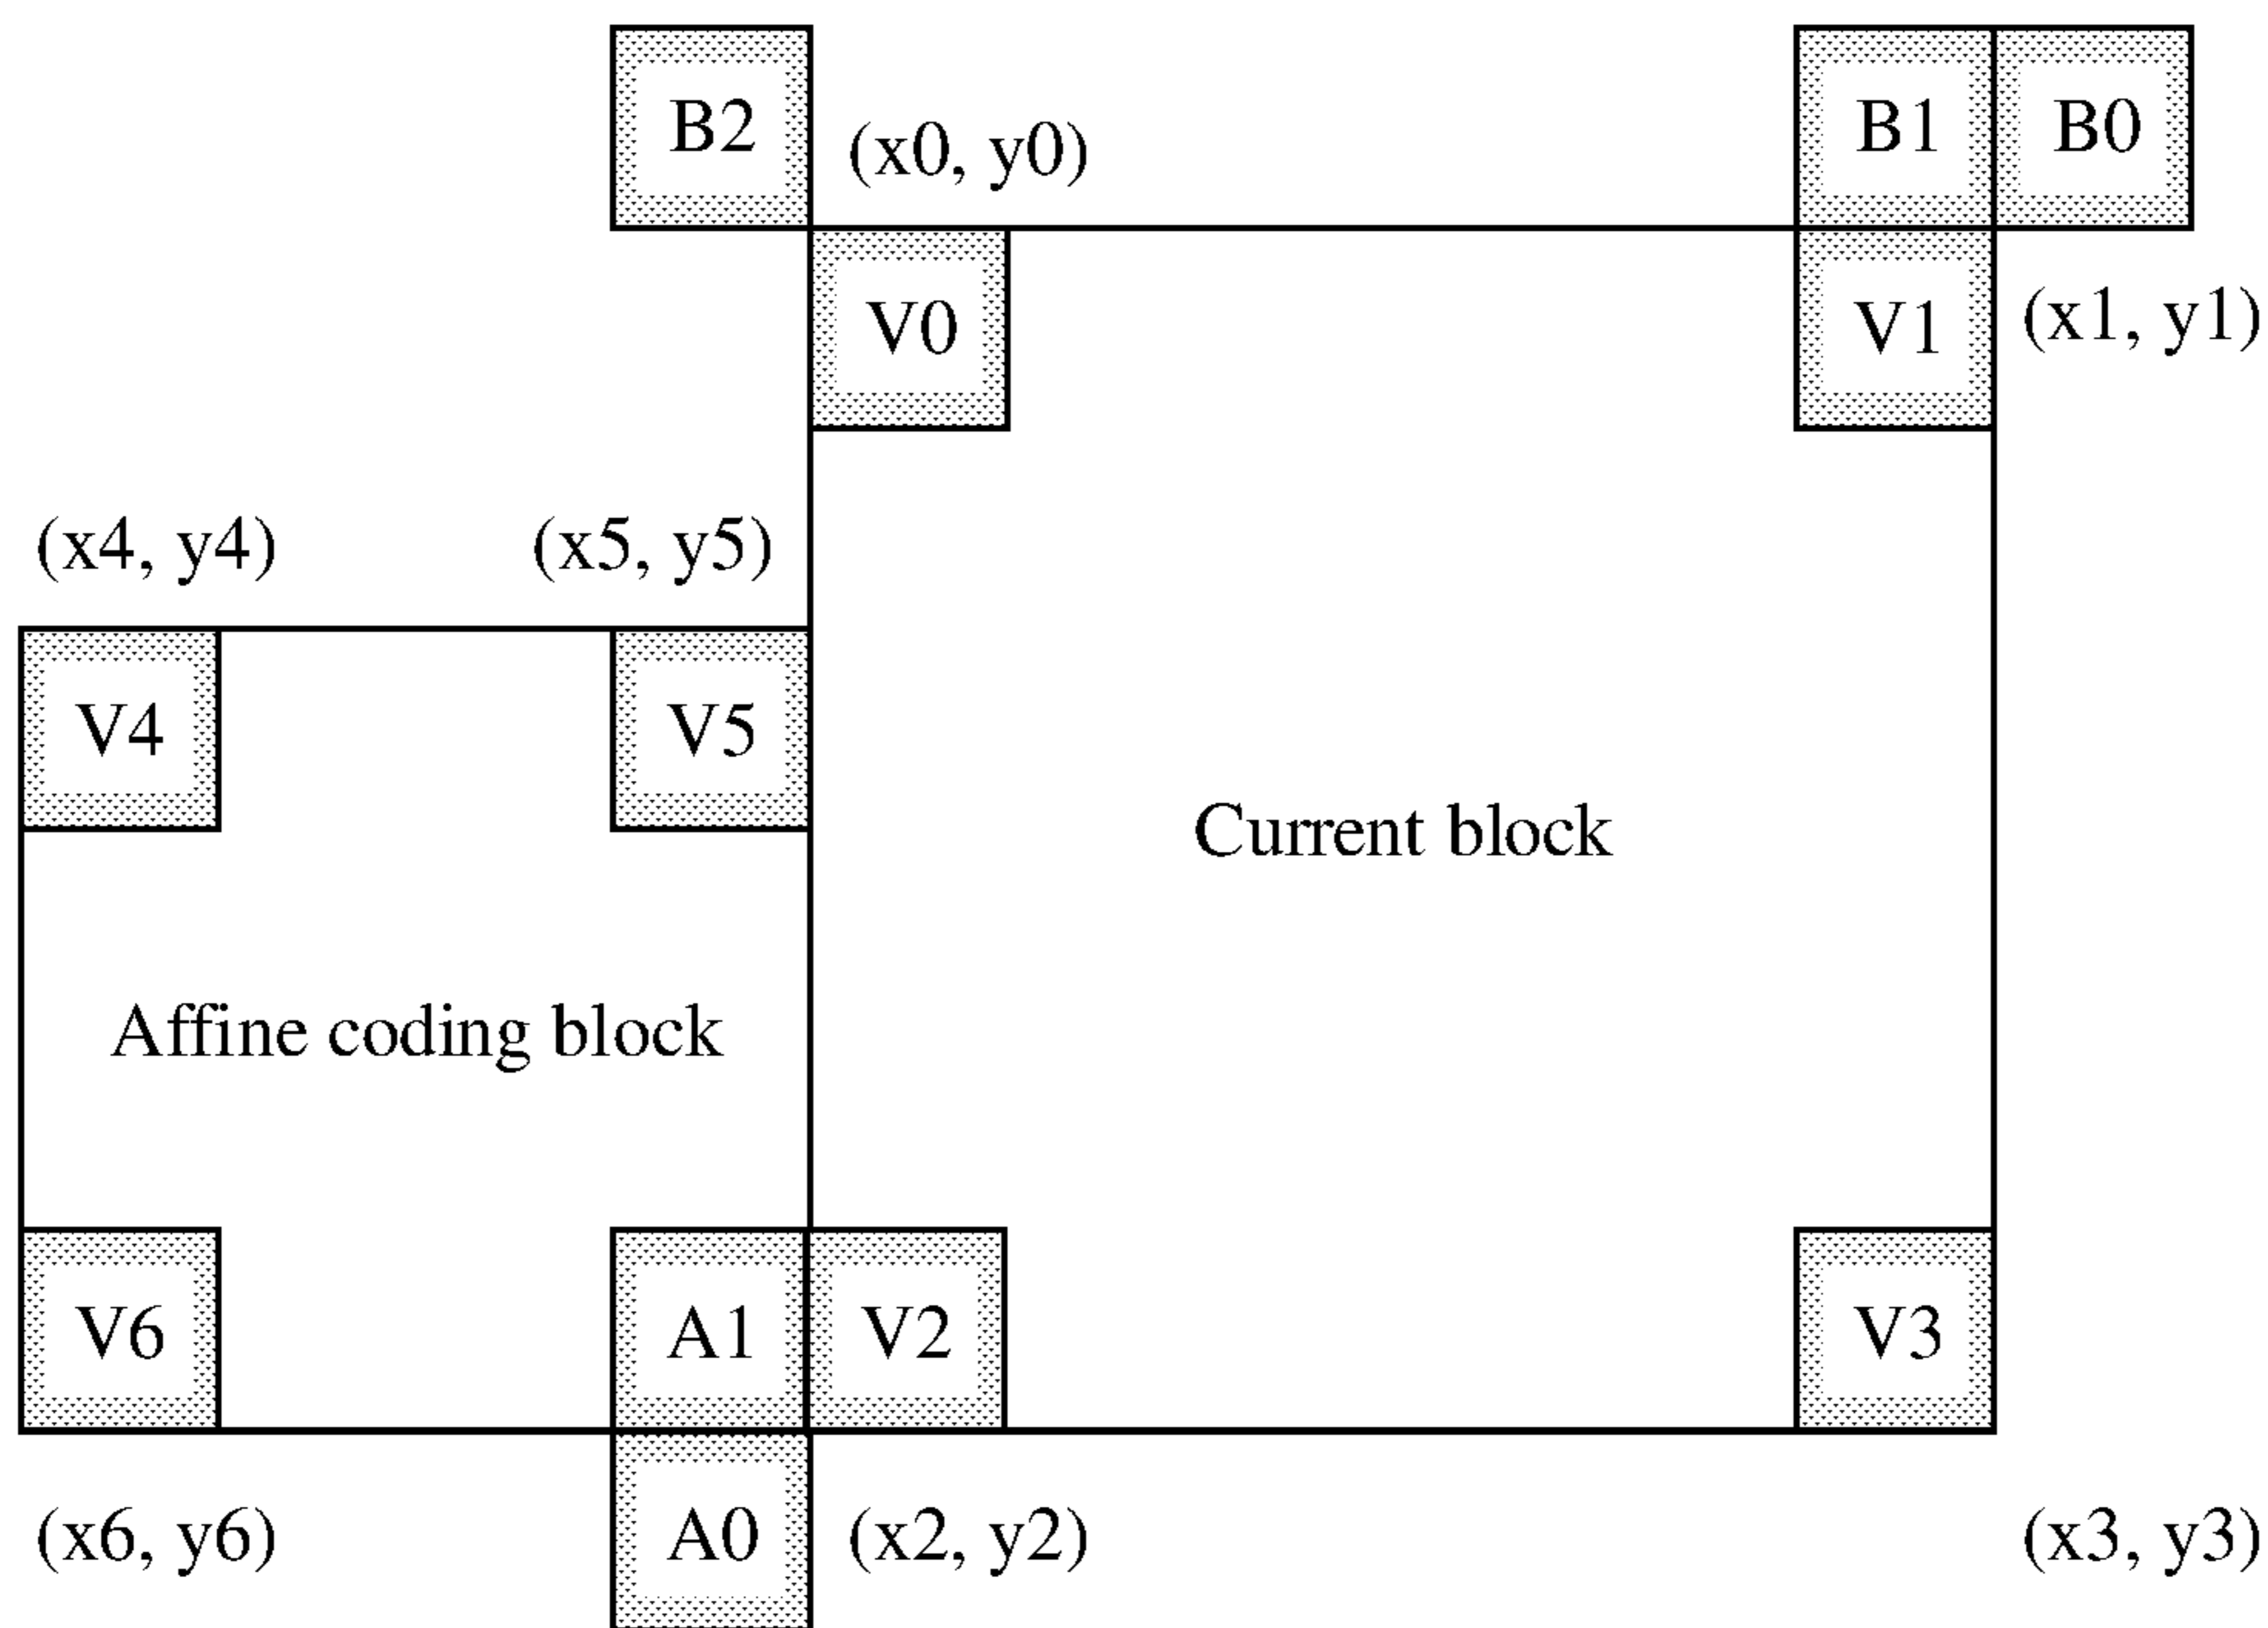 B2
(x0, y0)
B1
B0
V0
V1
(x1, y1)
(x4, y4)
(x5, y5)
V4
V5
Current block
Affine coding block
V6
A1
V2
V3
(x6, y6)
A0
(x2, y2)
(x3, y3)